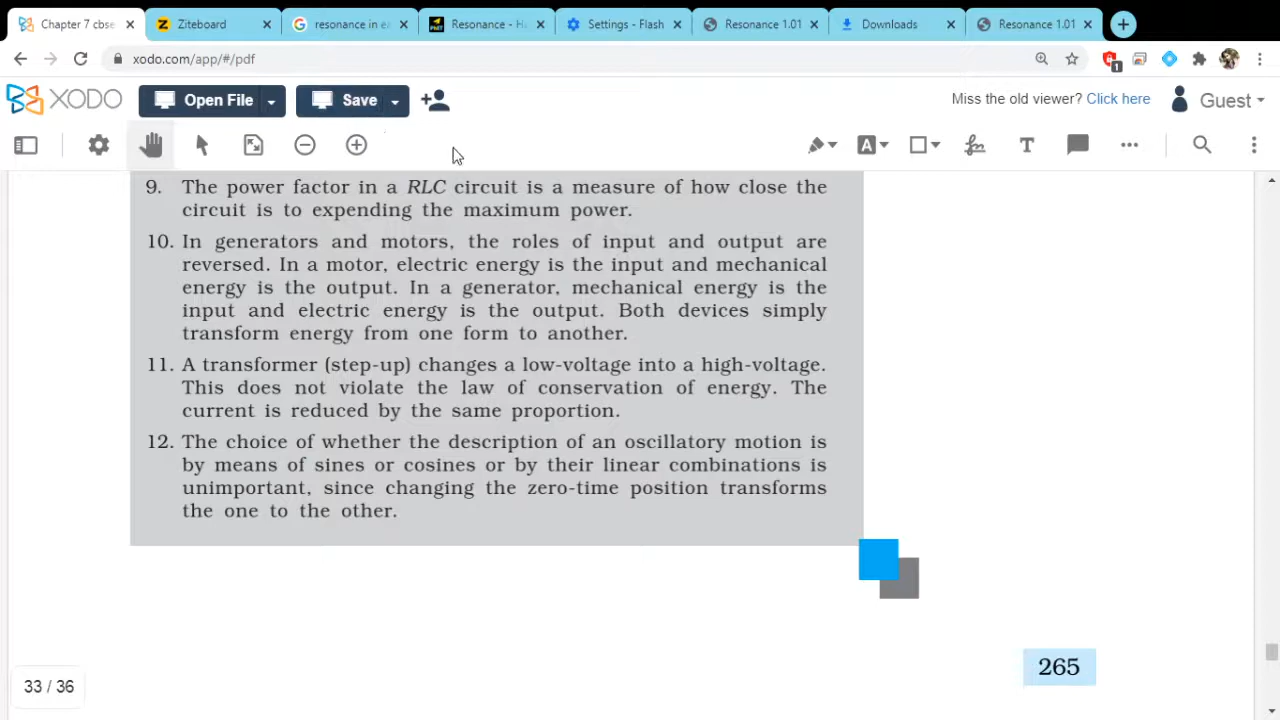 Chapter 7 cbse
Ziteboard
resonance in e
Resonance - H
Settings - Flash
Resonance 1.01
Downloads
Resonance 1.01
xodo.com/app/#/pdf
1
XODO
Open File
Save
Miss the old viewer? Click here
Guest
A
T
9. The power factor in a RLC circuit is a measure of how close the
circuit is to expending the maximum power.
10. In generators and motors, the roles of input and output are
reversed. In a motor, electric energy is the input and mechanical
energy is the output. In a generator, mechanical energy is the
input and electric energy is the output. Both devices simply
transform energy from one form to another.
11. A transformer (step-up) changes a low-voltage into a high-voltage.
This does not violate the law of conservation of energy. The
current is reduced by the same proportion.
12. The choice of whether the description of an oscillatory motion is
by means of sines or cosines or by their linear combinations is
unimportant, since changing the zero-time position transforms
the one to the other.
265
33 / 36